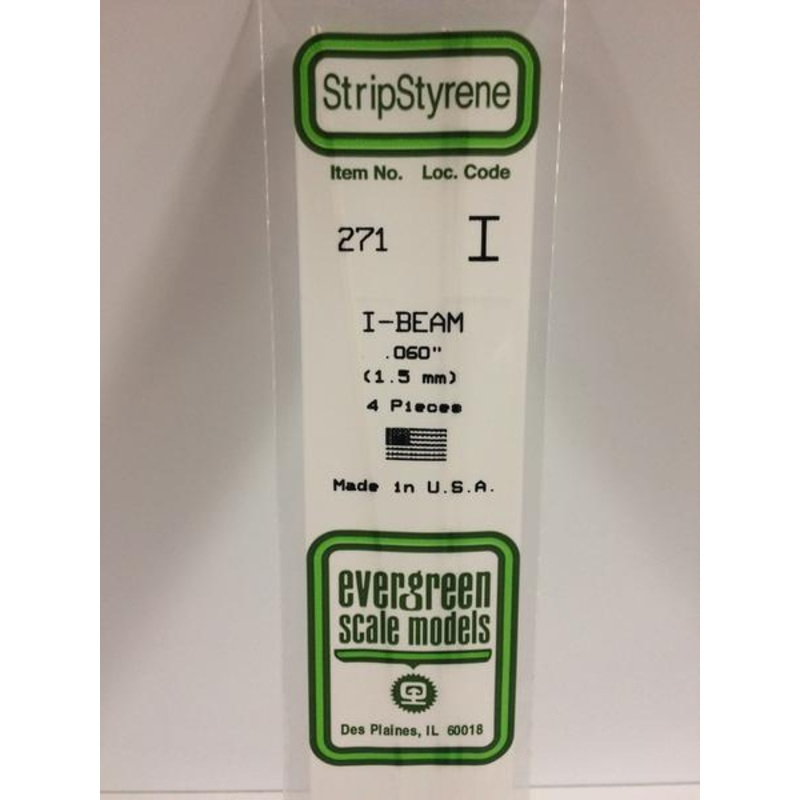 StripStyrene
Item No. Loc. Code
271 I
I-BEAM
.060"
(1.5 mm)
4 Pieces
Made in U.S.A.
evergreen
scale models
Des Plaines, IL 60018